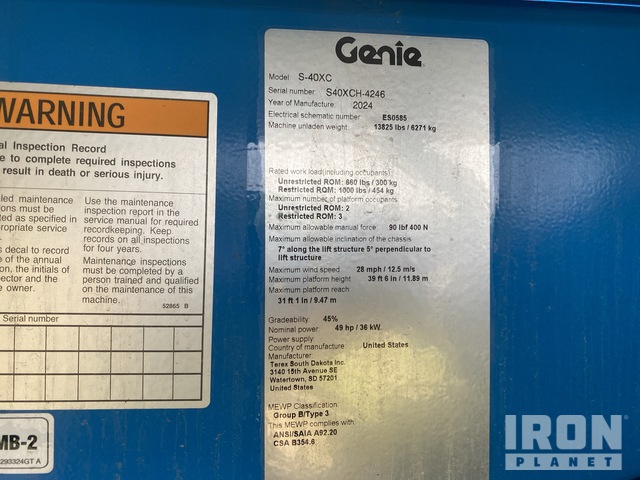 WARNING
al Inspection Record
e to complete required inspections
result in death or serious injury.
led maintenance
ions must be
ted as specified in
propriate service
s decal to record
e of the annual
on, the initials of
pector and the
owner.
Use the maintenance
inspection report in the
service manual for required
recordkeeping. Keep
records on all inspections
for four years.
Maintenance inspections
must be completed by a
person trained and qualified
on the maintenance of this
machine.
52865 B
Serial number
MB-2
293324GT A
Genie
Model S-40XC
Serial number S40XCH-4246
Year of Manufacture 2024
Electrical schematic number ES0585
Machine unladen weight: 13825 lbs / 6271 kg
Rated work load(including occupants)
Unrestricted ROM: 660 lbs / 300 kg
Restricted ROM: 1000 lbs / 454 kg
Maximum number of platform occupants
Unrestricted ROM: 2
Restricted ROM: 3
Maximum allowable manual force 90 lbf 400 N
Maximum allowable inclination of the chassis
7° along the lift structure 5° perpendicular to
lift structure
Maximum wind speed 28 mph / 12.5 m/s
Maximum platform height 39 ft 6 in / 11.89 m
Maximum platform reach
31 ft 1 in / 9.47 m
Gradeability: 45%
Nominal power: 49 hp / 36 kW
Power supply:
Country of manufacture: United States
Manufacturer:
Terex South Dakota Inc.
3140 15th Avenue SE
Watertown, SD 57201
United States
MEWP Classification:
Group B/Type 3
This MEWP complies with:
ANSI/SAIA A92.20
CSA B354.6
IRON
PLANET